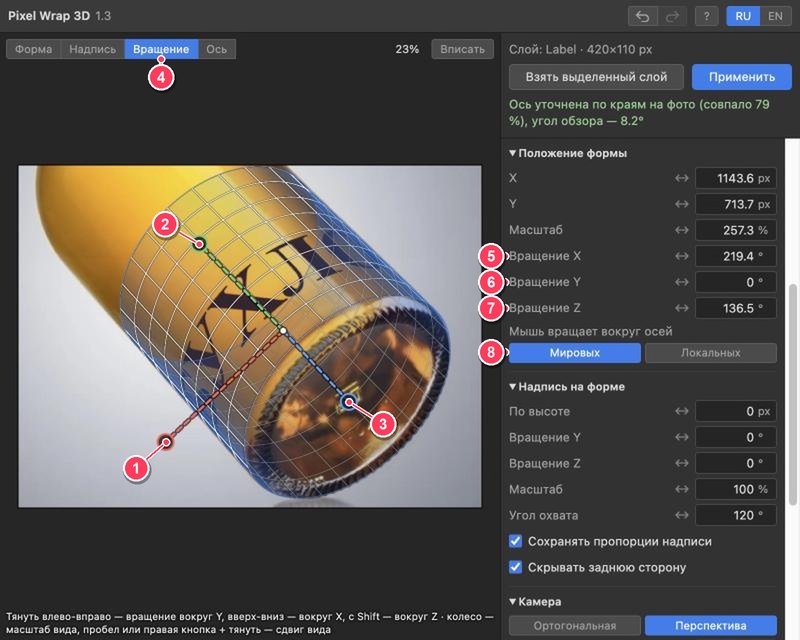 Pixel Wrap 3D 1.3
? RU EN
Форма Надпись Вращение Ось 23% Вписать
4
Слой: Label · 420×110 px
Взять выделенный слой Применить
Ось уточнена по краям на фото (совпало 79
%), угол обзора — 8.2°
Положение формы
X 1143.6 px
Y 713.7 px
Масштаб 257.3 %
5 Вращение X 219.4 °
6 Вращение Y 0 °
7 Вращение Z 136.5 °
Мышь вращает вокруг осей
8 Мировых Локальных
2
3
1
Надпись на форме
По высоте 0 px
Вращение Y 0 °
Вращение Z 0 °
Масштаб 100 %
Угол охвата 120 °
Сохранять пропорции надписи
Скрывать заднюю сторону
Камера
Ортогональная Перспектива
Тянуть влево-вправо — вращение вокруг Y, вверх-вниз — вокруг X, с Shift — вокруг Z · колесо —
масштаб вида, пробел или правая кнопка + тянуть — сдвиг вида